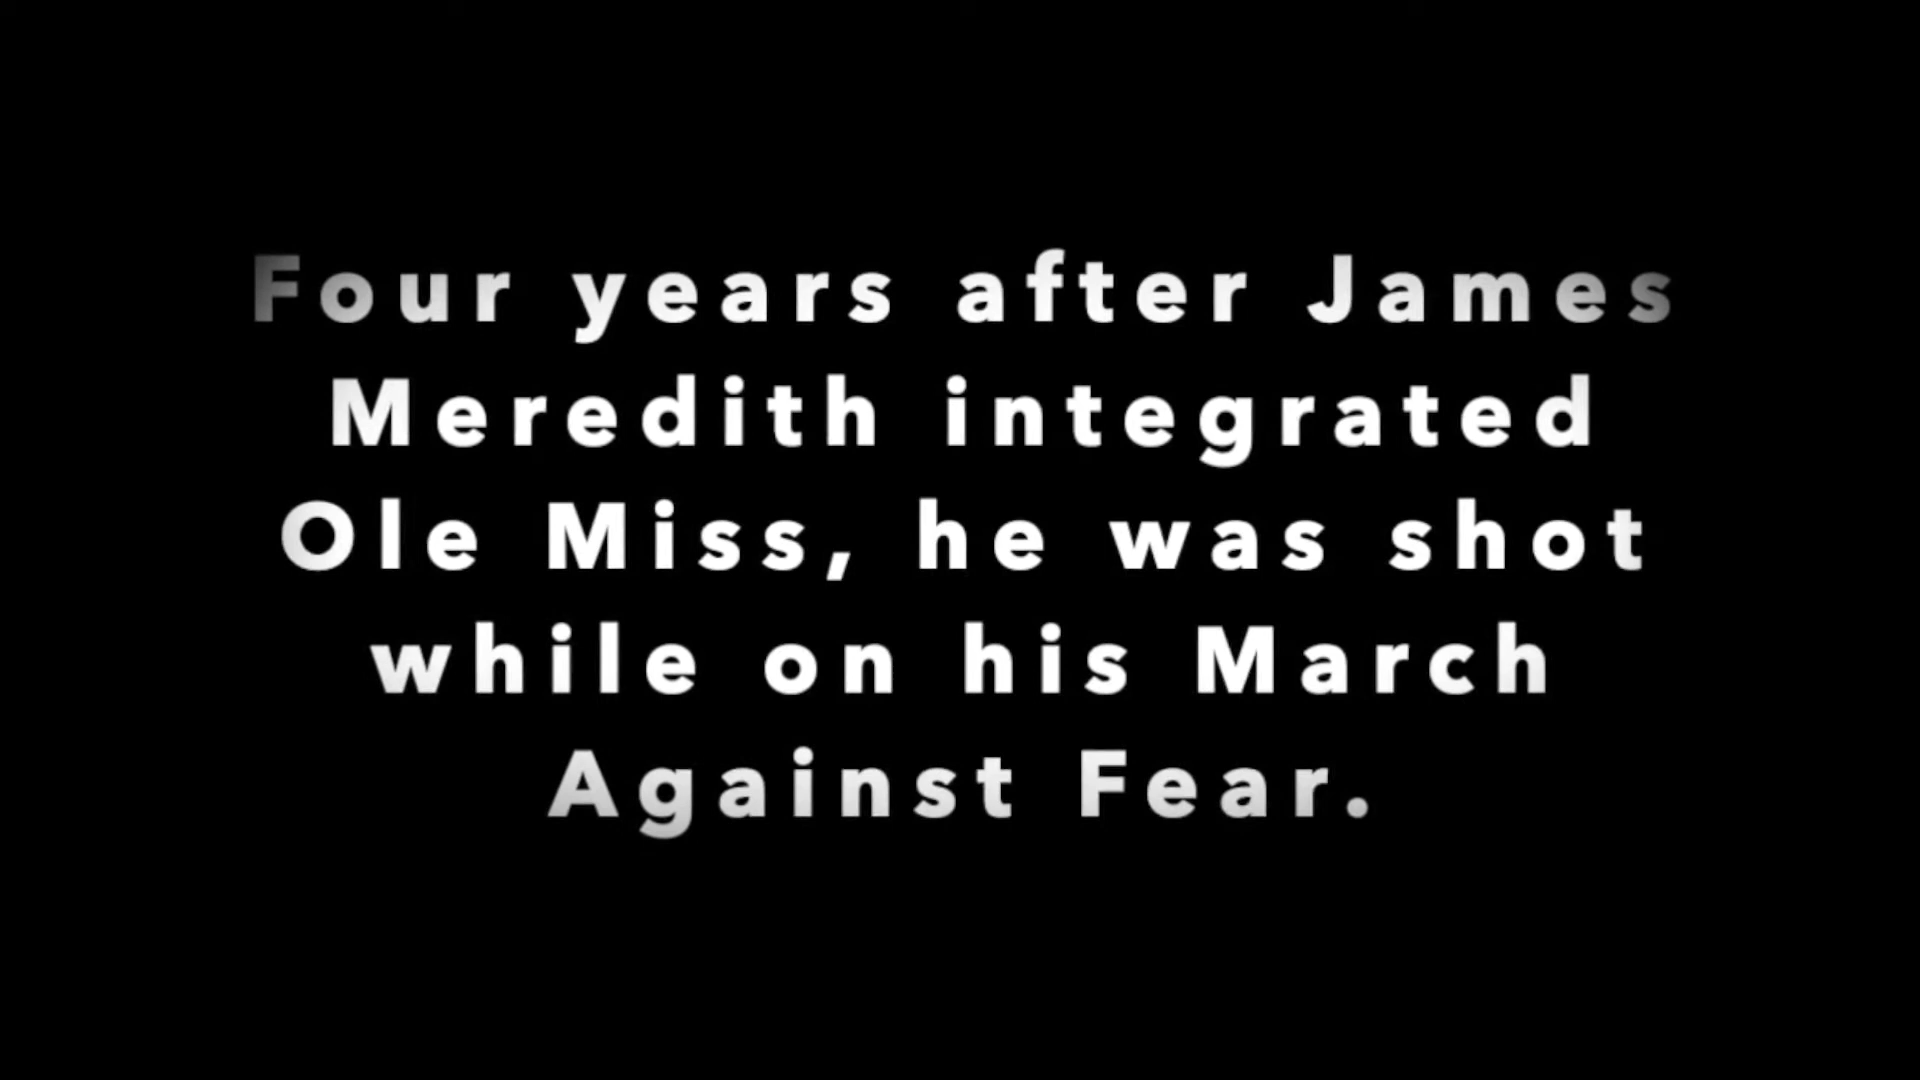 Four years after James
Meredith integrated
Ole Miss, he was shot
while on his March
Against Fear.